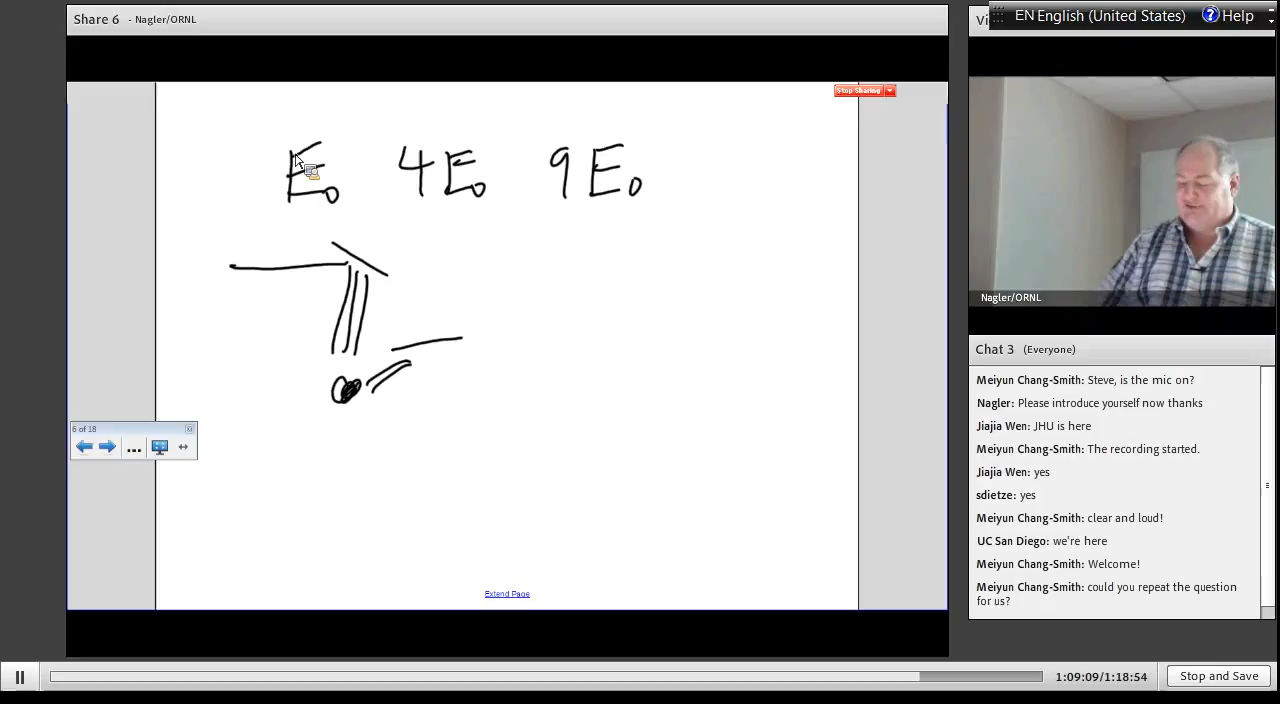 Share 6 - Nagler/ORNL
Vi
EN English (United States) Help
Stop Sharing
E₀ 4E₀ 9E₀
6 of 18
...
Extend Page
Nagler/ORNL
Chat 3 (Everyone)
Meiyun Chang-Smith: Steve, is the mic on?
Nagler: Please introduce yourself now thanks
Jiajia Wen: JHU is here
Meiyun Chang-Smith: The recording started.
Jiajia Wen: yes
sdietze: yes
Meiyun Chang-Smith: clear and loud!
UC San Diego: we're here
Meiyun Chang-Smith: Welcome!
Meiyun Chang-Smith: could you repeat the question
for us?
1:09:09/1:18:54
Stop and Save